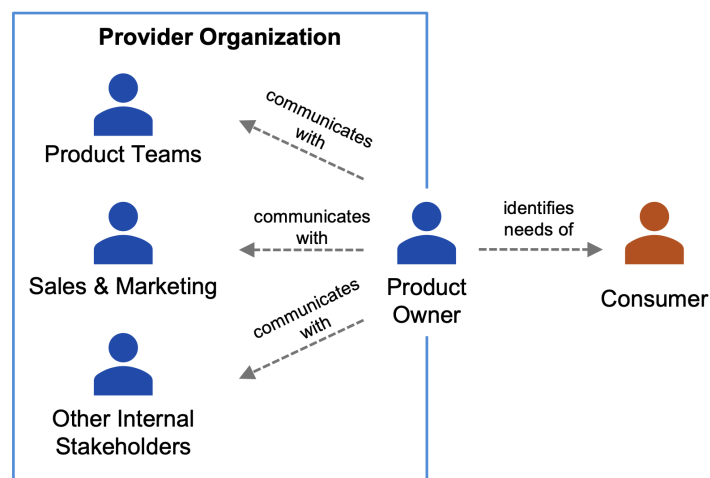 Provider Organization
communicates
with
Product Teams
communicates
with
Sales & Marketing
communicates
with
Other Internal
Stakeholders
Product
Owner
identifies
needs of
Consumer